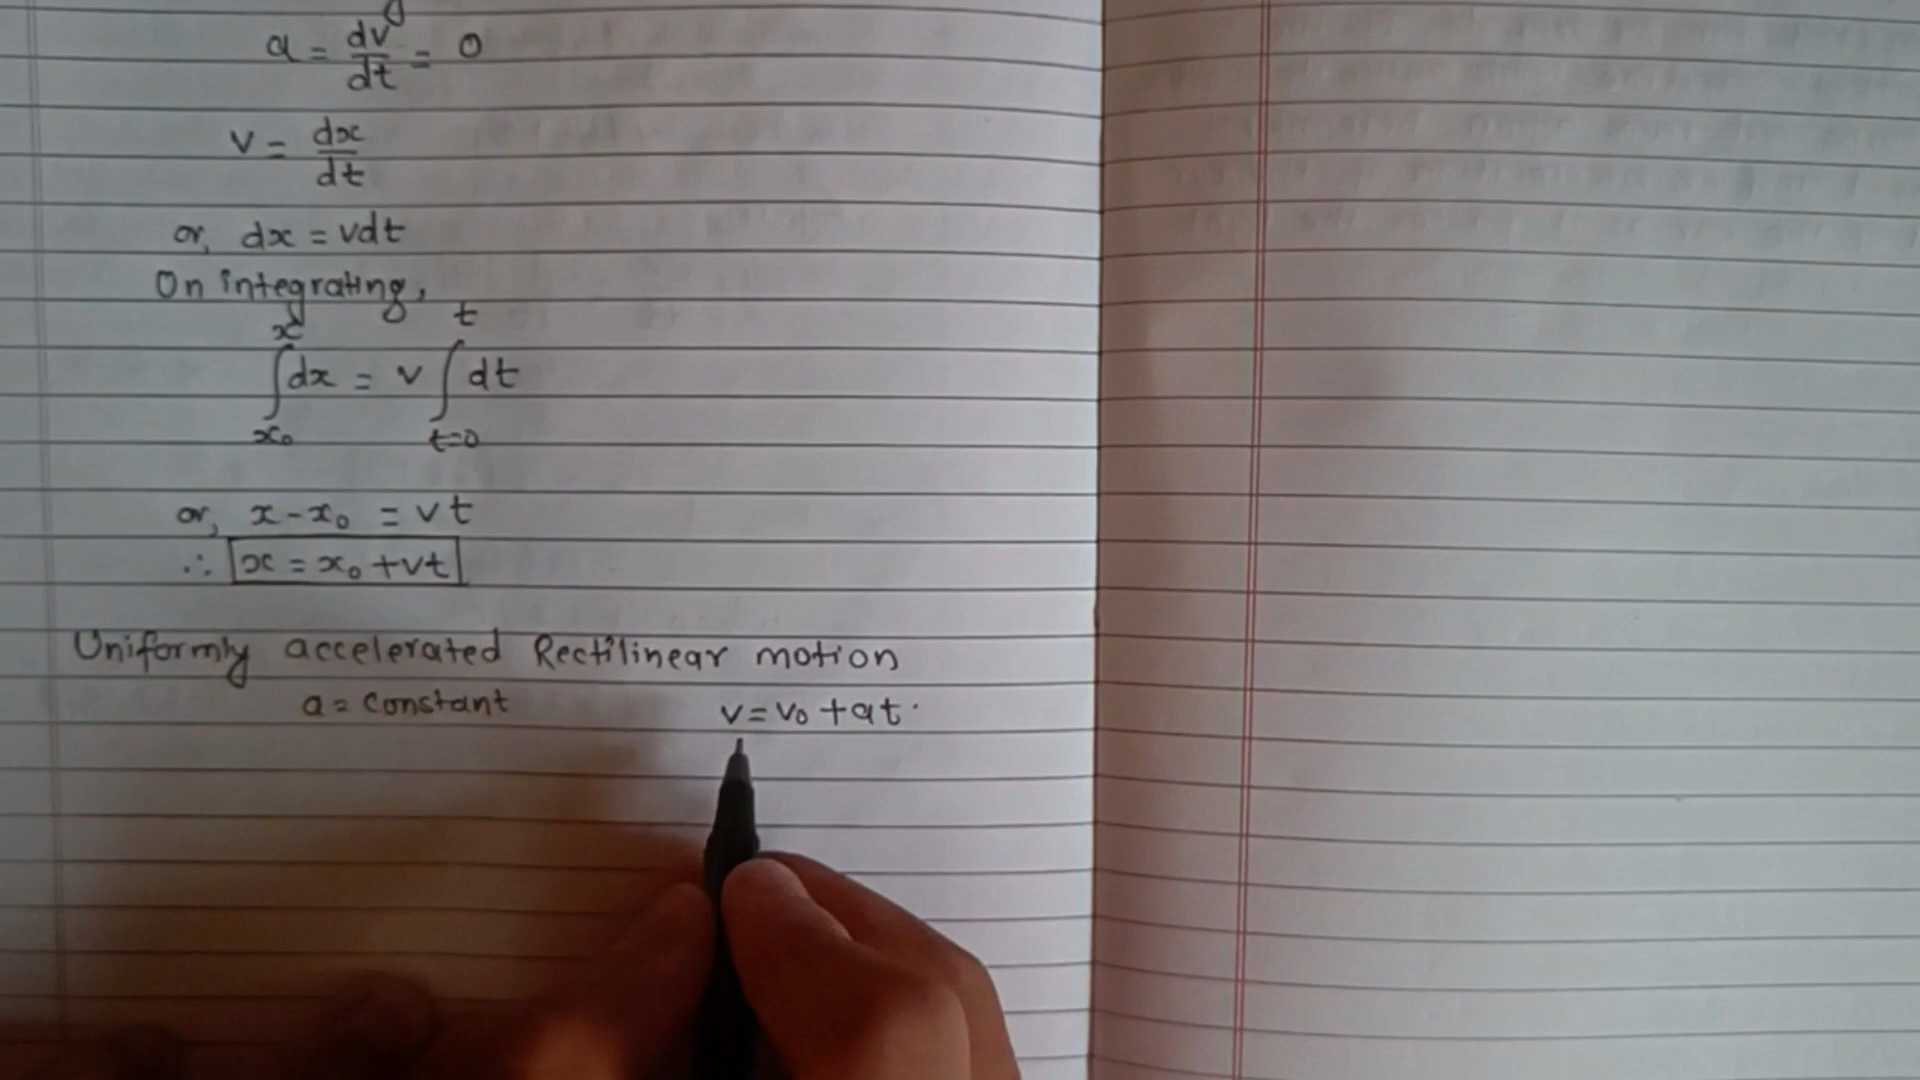 a = dv/dt = 0
v = dx/dt
or, dx = vdt
On integrating,
∫_{x₀}^{x} dx = v ∫_{t=0}^{t} dt
or, x - x₀ = vt
∴ x = x₀ + vt
Uniformly accelerated Rectilinear motion
a = constant v = v₀ + at.